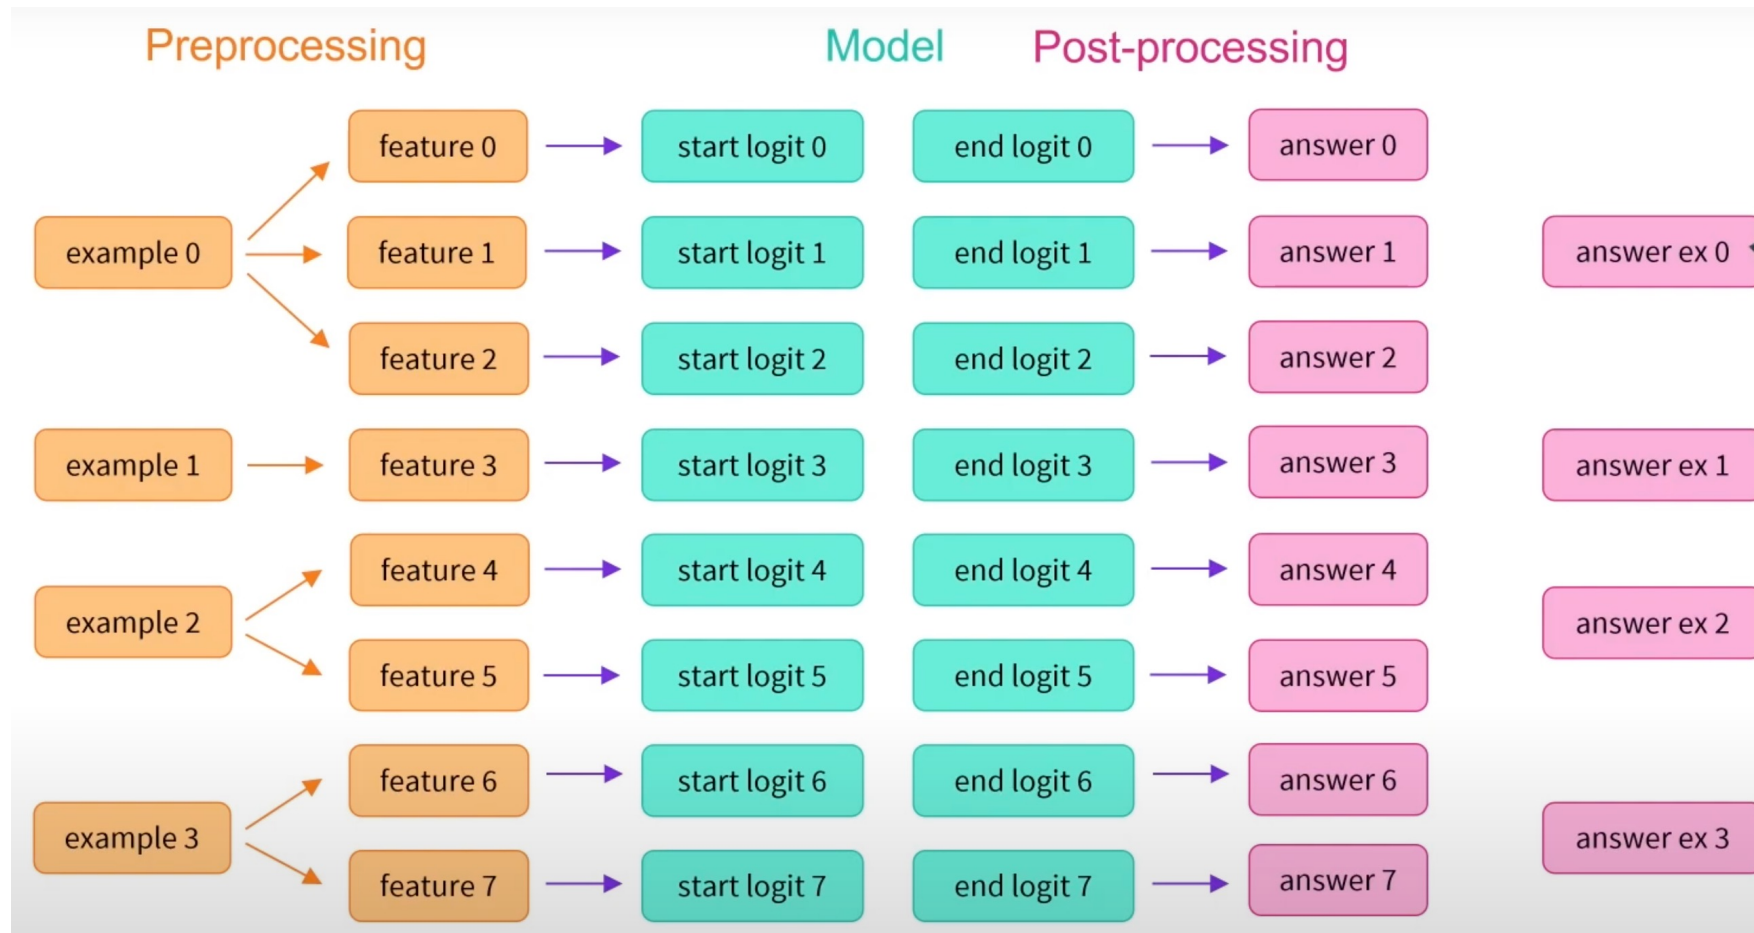 Preprocessing Model Post-processing
feature 0 start logit 0 end logit 0 answer 0
example 0 feature 1 start logit 1 end logit 1 answer 1 answer ex 0
feature 2 start logit 2 end logit 2 answer 2
example 1 feature 3 start logit 3 end logit 3 answer 3 answer ex 1
feature 4 start logit 4 end logit 4 answer 4
example 2 answer ex 2
feature 5 start logit 5 end logit 5 answer 5
feature 6 start logit 6 end logit 6 answer 6
example 3 answer ex 3
feature 7 start logit 7 end logit 7 answer 7